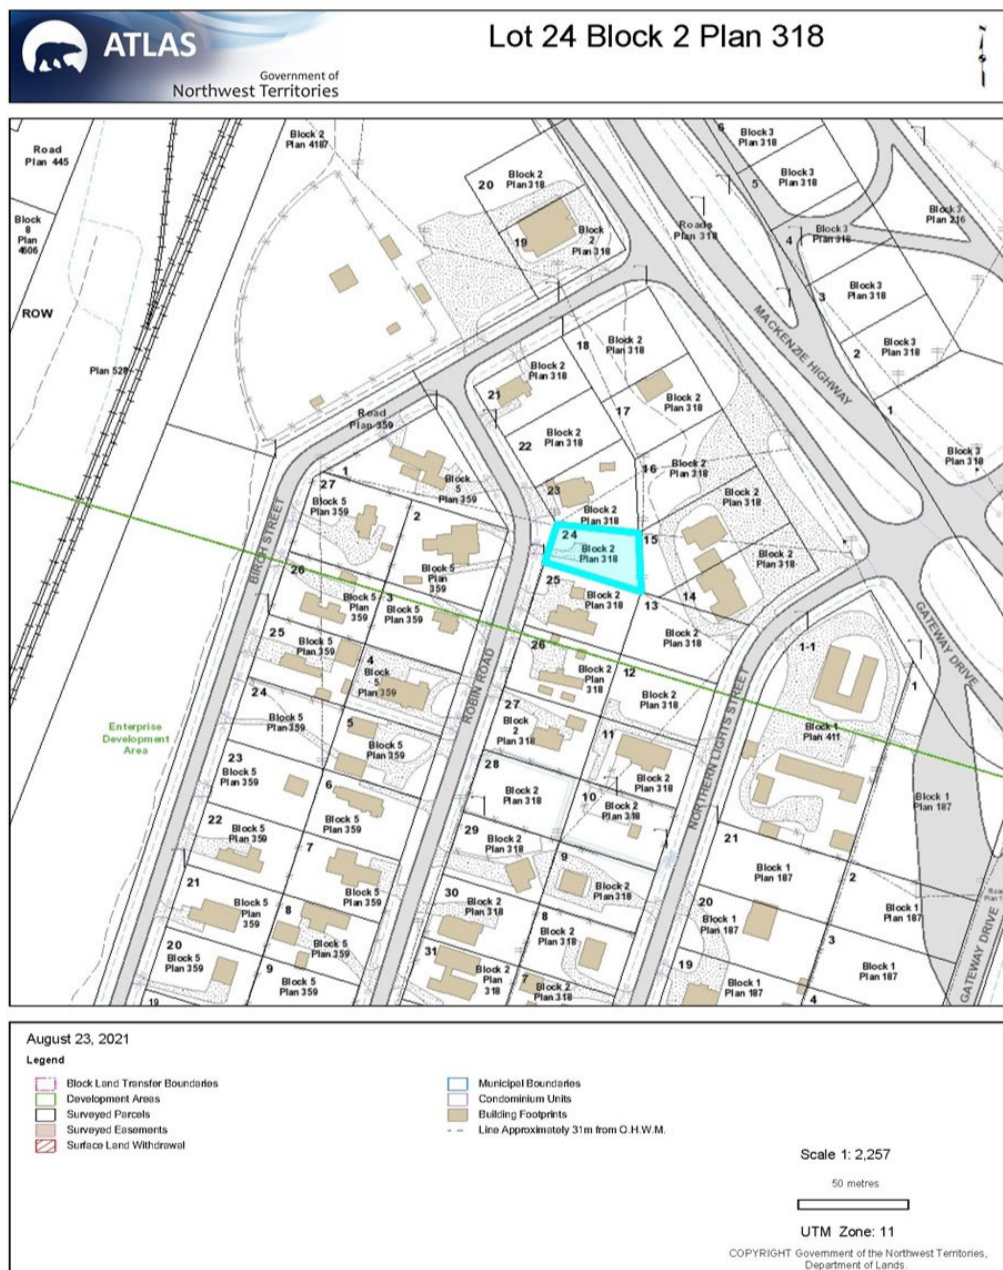 ATLAS
Government of
Northwest Territories
Lot 24 Block 2 Plan 318
Road
Plan 445
Block
8
Plan
4606
ROW
Plan 528
Block 2
Plan 4187
20
Block 2
Plan 318
19
Block
2
Plan 318
Roads
Plan 318
6
Block 3
Plan 318
5
Block 3
Plan 318
4
Block 3
Plan 318
Block 3
Plan 216
3
Block 3
Plan 318
2
Block 3
Plan 318
1
Block 3
Plan 318
MACKENZIE HIGHWAY
18
Block 2
Plan 318
17
Block 2
Plan 318
16
Block 2
Plan 318
15
Block 2
Plan 318
14
Block 2
Plan 318
13
Block 2
Plan 318
12
Block 2
Plan 318
11
Block 2
Plan 318
10
Block 2
Plan 318
9
Block 2
Plan 318
8
Block 2
Plan 318
7
Block 2
Plan 318
21
Block 2
Plan 318
22
Block 2
Plan 318
23
Block 2
Plan 318
24
Block 2
Plan 318
25
Block 2
Plan 318
26
Block 2
Plan
318
27
Block
2
Plan 318
28
Block 2
Plan 318
29
Block 2
Plan 318
30
Block 2
Plan 318
31
Block 2
Plan
318
Road
Plan 359
BIRCH STREET
ROBIN ROAD
NORTHERN LIGHTS STREET
GATEWAY DRIVE
GATEWAY DRIVE
1
Block
5
Plan 359
27
Block 5
Plan 359
2
Block 5
Plan
359
26
Block 5
Plan
359
3
Block 5
Plan 359
25
Block 5
Plan 359
4
Block
5
Plan 359
24
Block 5
Plan 359
5
Block 5
Plan 359
23
Block 5
Plan 359
6
Block 5
Plan 359
22
Block 5
Plan 359
7
Block 5
Plan 359
21
Block 5
Plan
359
8
Block 5
Plan 359
20
Block 5
Plan 359
9
Block 5
Plan 359
19
Enterprise
Development
Area
1-1
Block 1
Plan 411
1
Block 1
Plan 187
21
Block 1
Plan 187
2
Block 1
Plan 187
20
Block 1
Plan 187
3
Block 1
Plan 187
19
Block 1
Plan 187
4
August 23, 2021
Legend
Block Land Transfer Boundaries
Development Areas
Surveyed Parcels
Surveyed Easements
Surface Land Withdrawal
Municipal Boundaries
Condominium Units
Building Footprints
Line Approximately 31m from O.H.W.M.
Scale 1: 2,257
50 metres
UTM Zone: 11
COPYRIGHT Government of the Northwest Territories,
Department of Lands.